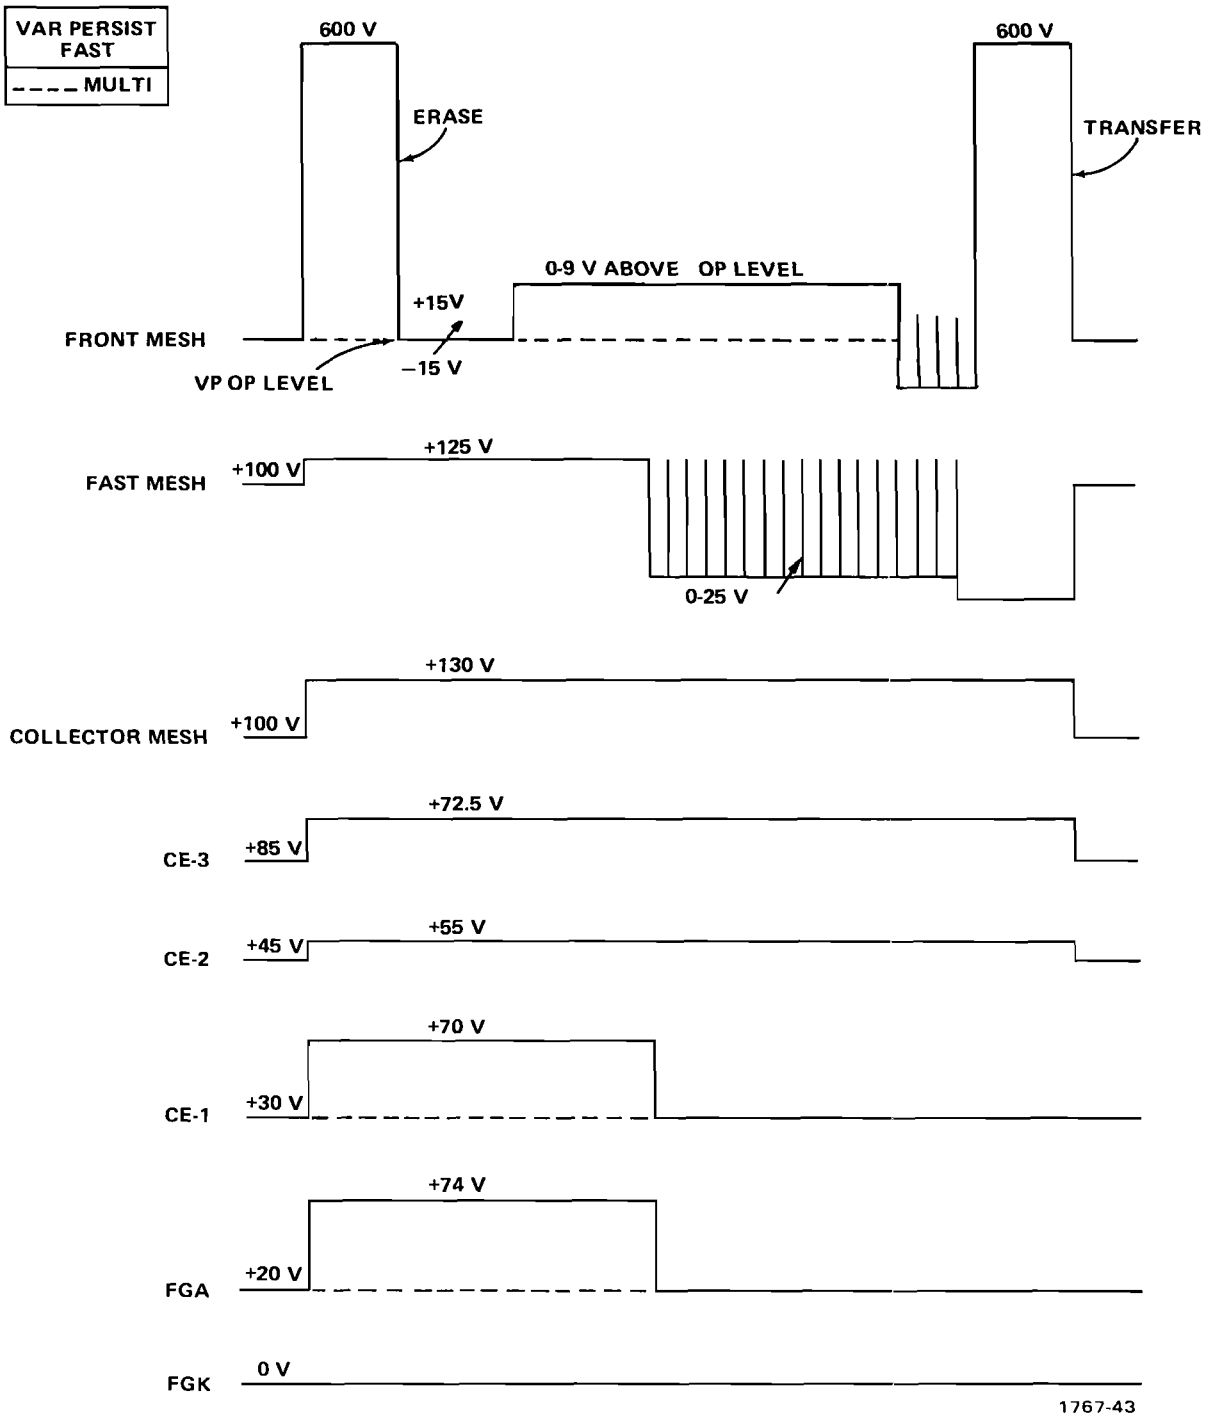 VAR PERSIST
FAST
---- MULTI
600 V
600 V
ERASE
TRANSFER
0-9 V ABOVE OP LEVEL
+15V
FRONT MESH
−15 V
VP OP LEVEL
+125 V
+100 V
FAST MESH
0-25 V
+130 V
+100 V
COLLECTOR MESH
+72.5 V
+85 V
CE-3
+55 V
+45 V
CE-2
+70 V
+30 V
CE-1
+74 V
+20 V
FGA
0 V
FGK
1767-43